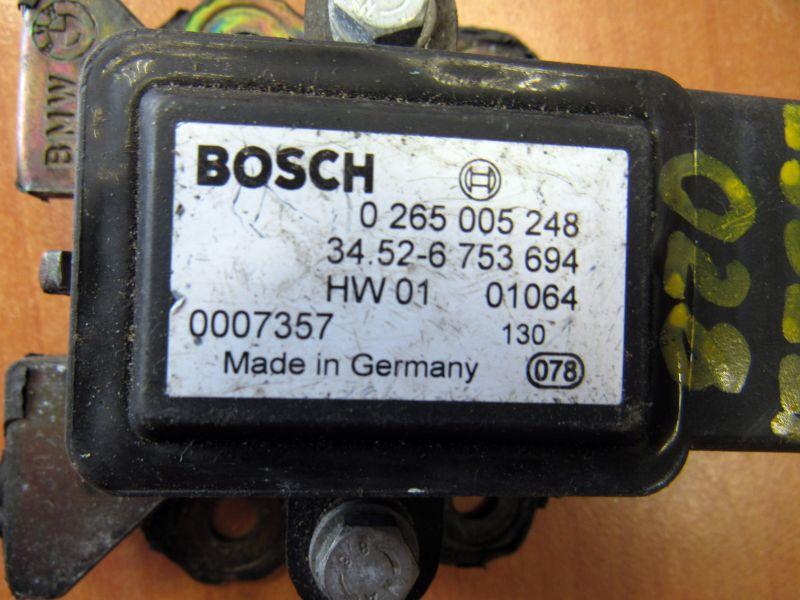 BMW
BOSCH
0 265 005 248
34.52-6 753 694
HW 01 01064
0007357 130
Made in Germany 078